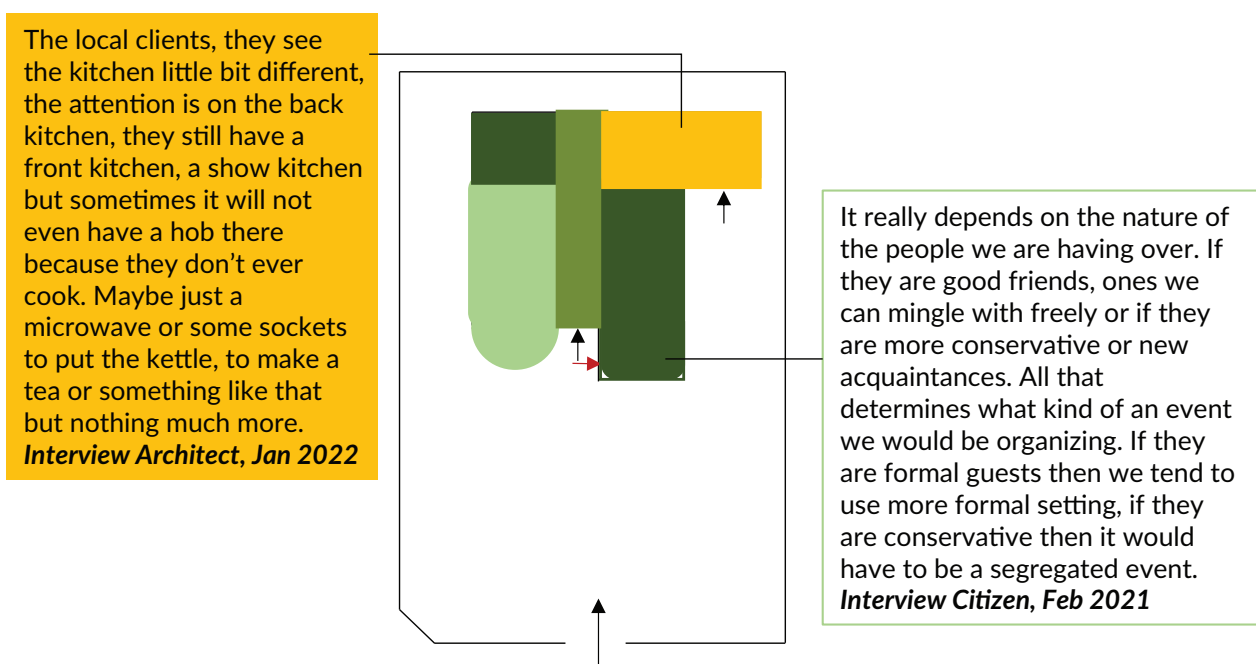 The local clients, they see
the kitchen little bit different,
the attention is on the back
kitchen, they still have a
front kitchen, a show kitchen
but sometimes it will not
even have a hob there
because they don’t ever
cook. Maybe just a
microwave or some sockets
to put the kettle, to make a
tea or something like that
but nothing much more.
Interview Architect, Jan 2022
It really depends on the nature of
the people we are having over. If
they are good friends, ones we
can mingle with freely or if they
are more conservative or new
acquaintances. All that
determines what kind of an event
we would be organizing. If they
are formal guests then we tend to
use more formal setting, if they
are conservative then it would
have to be a segregated event.
Interview Citizen, Feb 2021